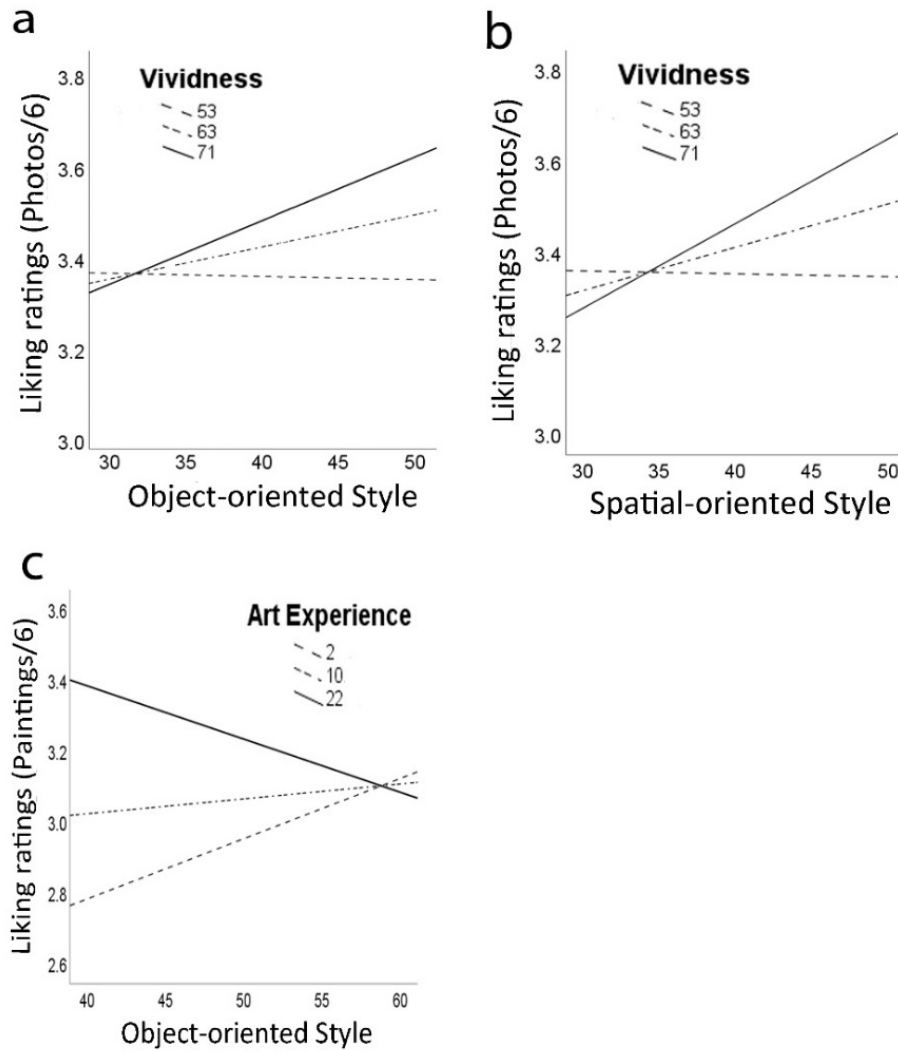 a
Vividness
53
63
71
3.8
3.6
3.4
3.2
3.0
Liking ratings (Photos/6)
30 35 40 45 50
Object-oriented Style
b
Vividness
53
63
71
3.8
3.6
3.4
3.2
3.0
Liking ratings (Photos/6)
30 35 40 45 50
Spatial-oriented Style
c
Art Experience
2
10
22
3.6
3.4
3.2
3.0
2.8
2.6
Liking ratings (Paintings/6)
40 45 50 55 60
Object-oriented Style